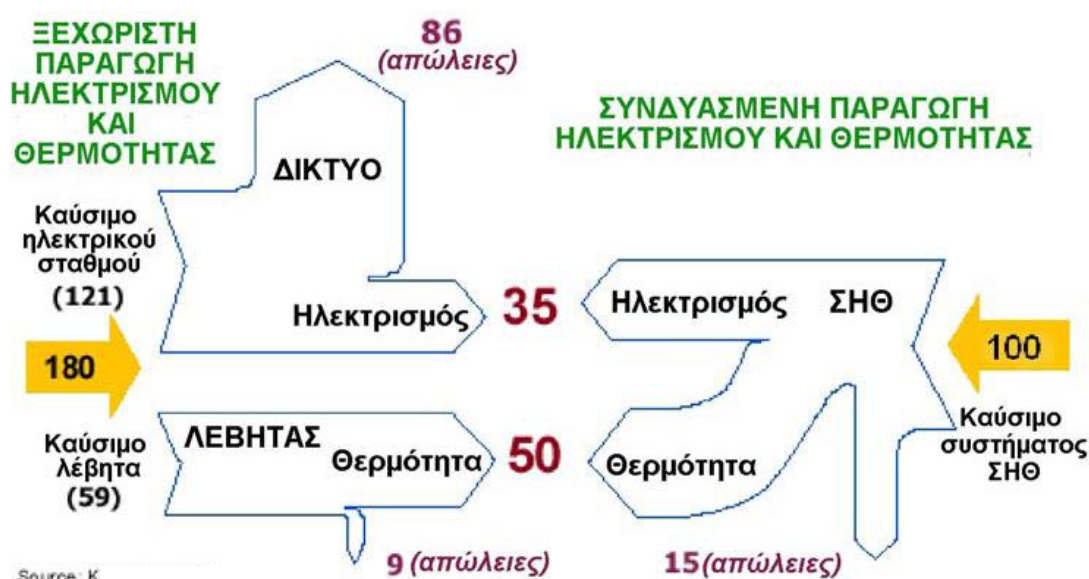 ΞΕΧΩΡΙΣΤΗ
ΠΑΡΑΓΩΓΗ
ΗΛΕΚΤΡΙΣΜΟΥ
ΚΑΙ
ΘΕΡΜΟΤΗΤΑΣ
86
(απώλειες)
ΣΥΝΔΥΑΣΜΕΝΗ ΠΑΡΑΓΩΓΗ
ΗΛΕΚΤΡΙΣΜΟΥ ΚΑΙ ΘΕΡΜΟΤΗΤΑΣ
ΔΙΚΤΥΟ
Καύσιμο
ηλεκτρικού
σταθμού
(121)
Ηλεκτρισμός
35
Ηλεκτρισμός
ΣΗΘ
180
100
Καύσιμο
λέβητα
(59)
ΛΕΒΗΤΑΣ
Θερμότητα
50
Θερμότητα
Καύσιμο
συστήματος
ΣΗΘ
9 (απώλειες)
15 (απώλειες)
Source: K